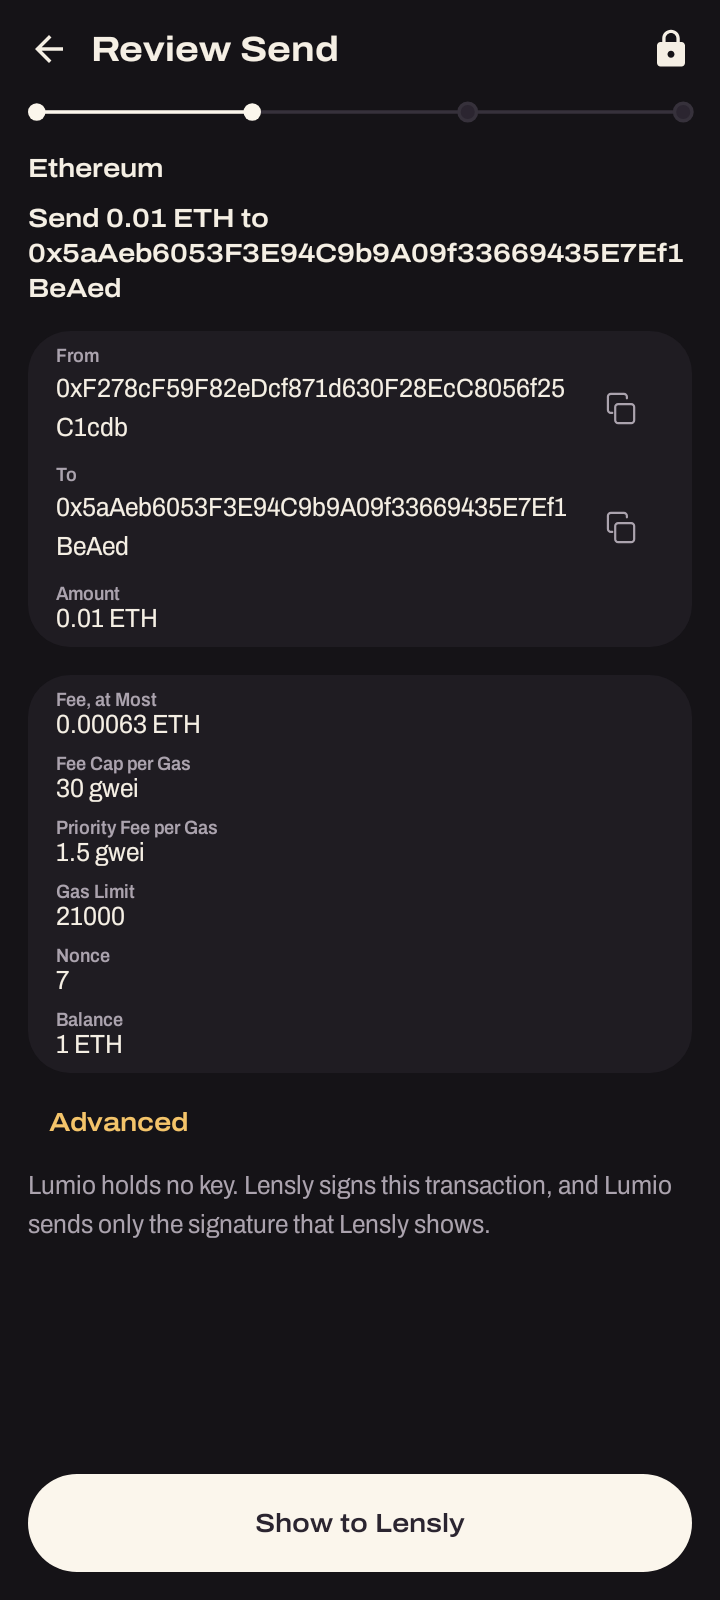 Review Send
Ethereum
Send 0.01 ETH to
0x5aAeb6053F3E94C9b9A09f33669435E7Ef1
BeAed
From
0xF278cF59F82eDcf871d630F28EcC8056f25
C1cdb
To
0x5aAeb6053F3E94C9b9A09f33669435E7Ef1
BeAed
Amount
0.01 ETH
Fee, at Most
0.00063 ETH
Fee Cap per Gas
30 gwei
Priority Fee per Gas
1.5 gwei
Gas Limit
21000
Nonce
7
Balance
1 ETH
Advanced
Lumio holds no key. Lensly signs this transaction, and Lumio
sends only the signature that Lensly shows.
Show to Lensly